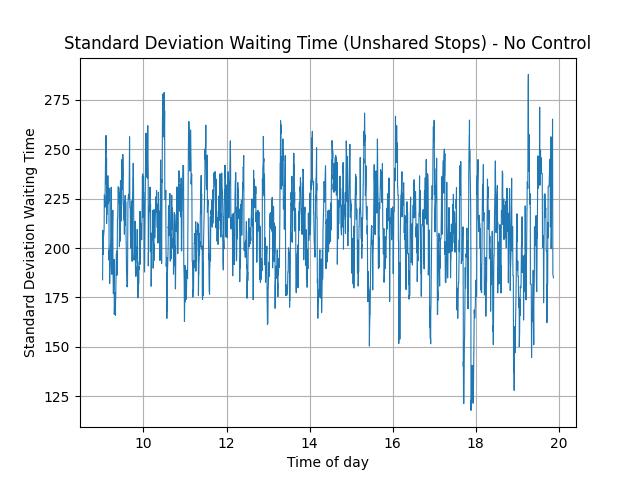 Standard Deviation Waiting Time (Unshared Stops) - No Control
Standard Deviation Waiting Time
275
250
225
200
175
150
125
10 12 14 16 18 20
Time of day